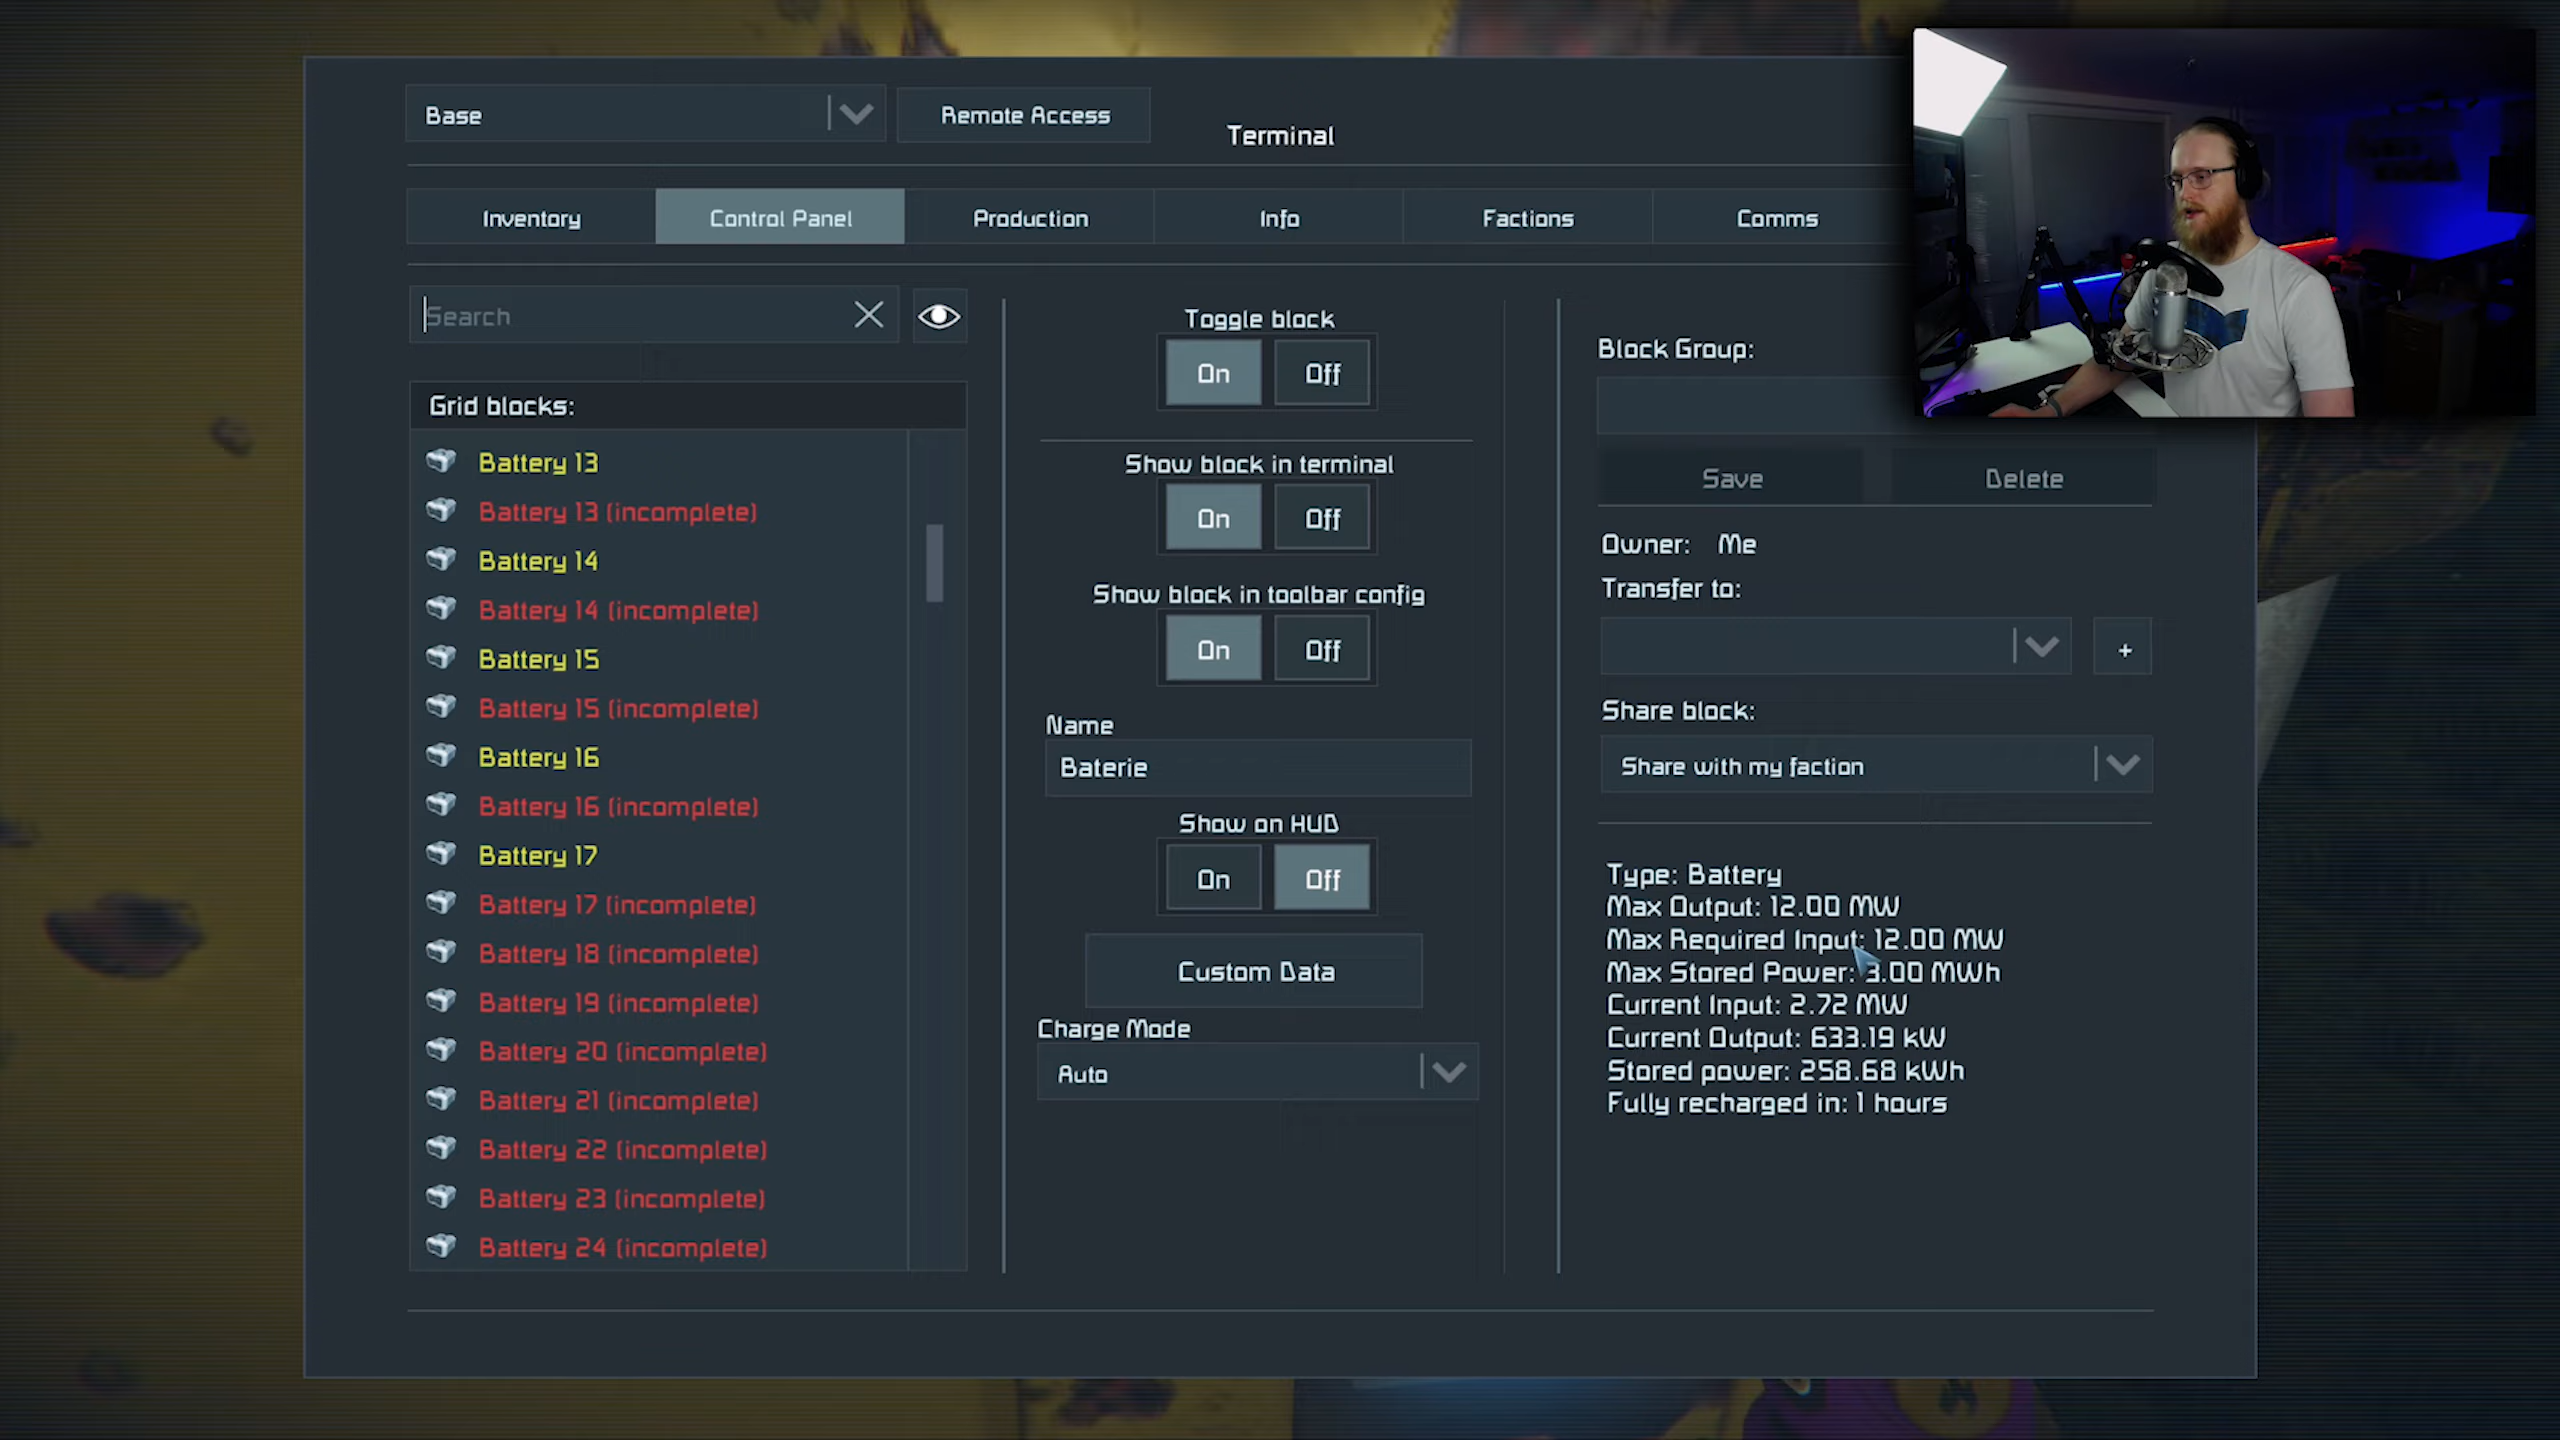 Base
Remote Access
Terminal
Inventory
Control Panel
Production
Info
Factions
Comms
Search
Grid blocks:
Battery 13
Battery 13 (incomplete)
Battery 14
Battery 14 (incomplete)
Battery 15
Battery 15 (incomplete)
Battery 16
Battery 16 (incomplete)
Battery 17
Battery 17 (incomplete)
Battery 18 (incomplete)
Battery 19 (incomplete)
Battery 20 (incomplete)
Battery 21 (incomplete)
Battery 22 (incomplete)
Battery 23 (incomplete)
Battery 24 (incomplete)
Toggle block
On Off
Show block in terminal
On Off
Show block in toolbar config
On Off
Name
Baterie
Show on HUD
On Off
Custom Data
Charge Mode
Auto
Block Group:
Save Delete
Owner: Me
Transfer to:
+
Share block:
Share with my faction
Type: Battery
Max Output: 12.00 MW
Max Required Input: 12.00 MW
Max Stored Power: 3.00 MWh
Current Input: 2.72 MW
Current Output: 633.19 kW
Stored power: 258.68 kWh
Fully recharged in: 1 hours